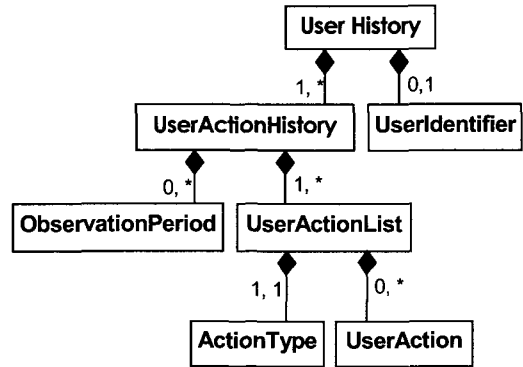 User History
1, *
0,1
UserActionHistory
UserIdentifier
0, *
1, *
ObservationPeriod
UserActionList
1, 1
0, *
ActionType
UserAction